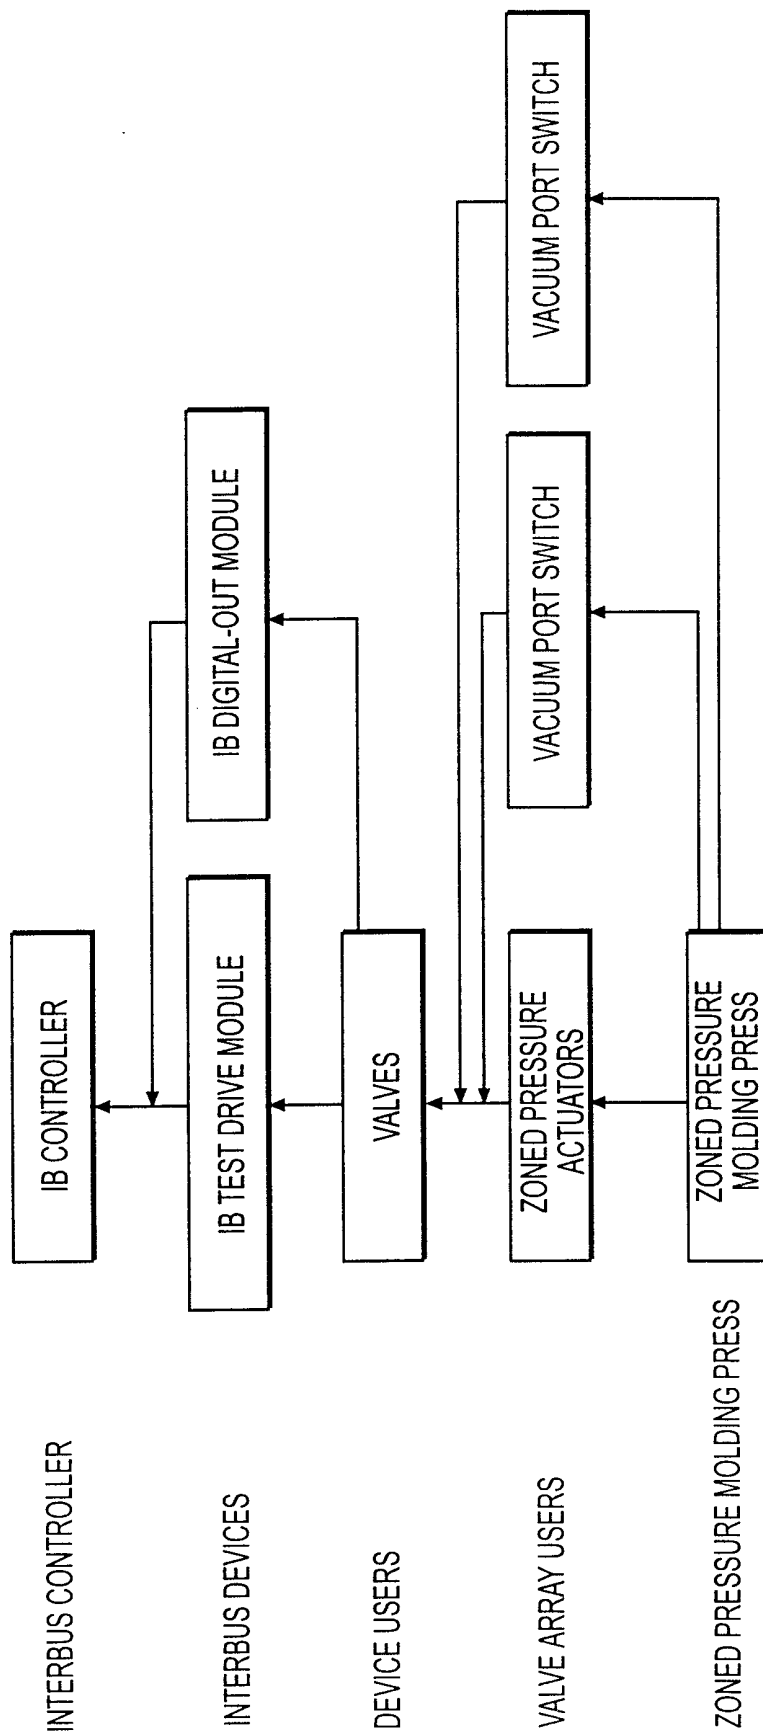 INTERBUS CONTROLLER
IB CONTROLLER
INTERBUS DEVICES
IB TEST DRIVE MODULE
IB DIGITAL-OUT MODULE
DEVICE USERS
VALVES
VALVE ARRAY USERS
ZONED PRESSURE
ACTUATORS
VACUUM PORT SWITCH
VACUUM PORT SWITCH
ZONED PRESSURE MOLDING PRESS
ZONED PRESSURE
MOLDING PRESS